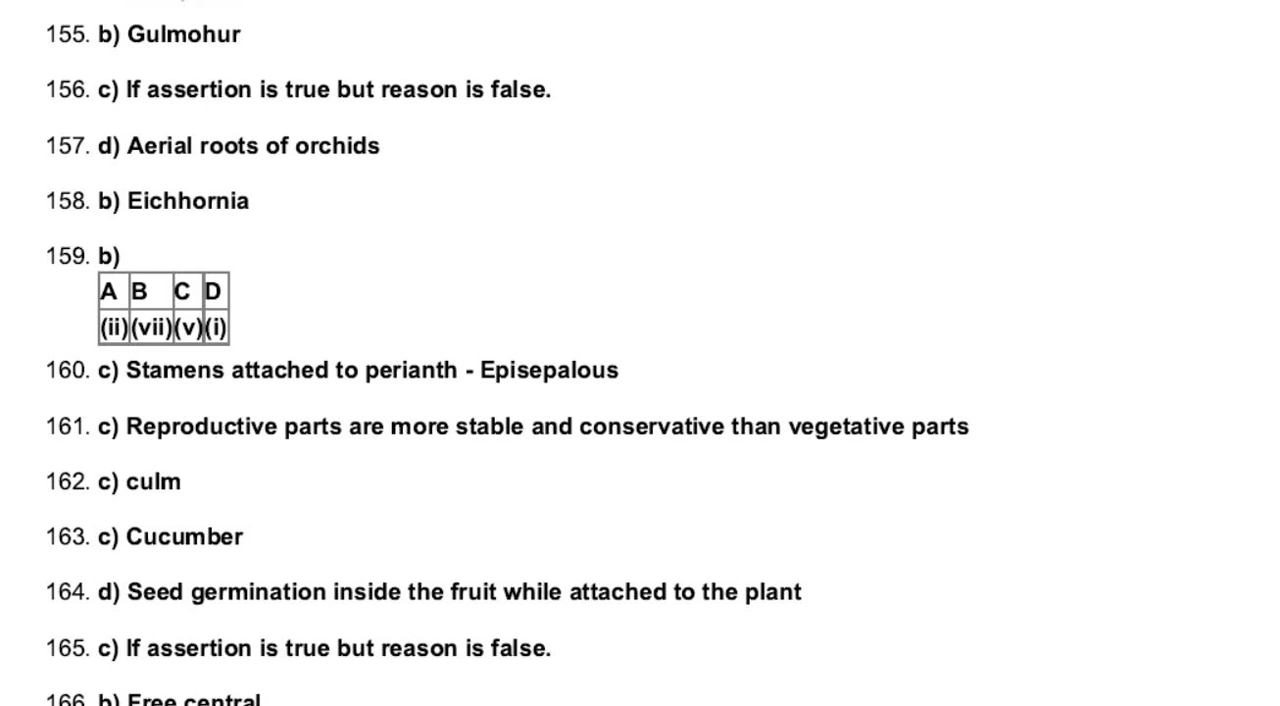 155. b) Gulmohur
156. c) If assertion is true but reason is false.
157. d) Aerial roots of orchids
158. b) Eichhornia
159. b)
A B C D
(ii) (vii) (v) (i)
160. c) Stamens attached to perianth - Episepalous
161. c) Reproductive parts are more stable and conservative than vegetative parts
162. c) culm
163. c) Cucumber
164. d) Seed germination inside the fruit while attached to the plant
165. c) If assertion is true but reason is false.
166. b) Free central